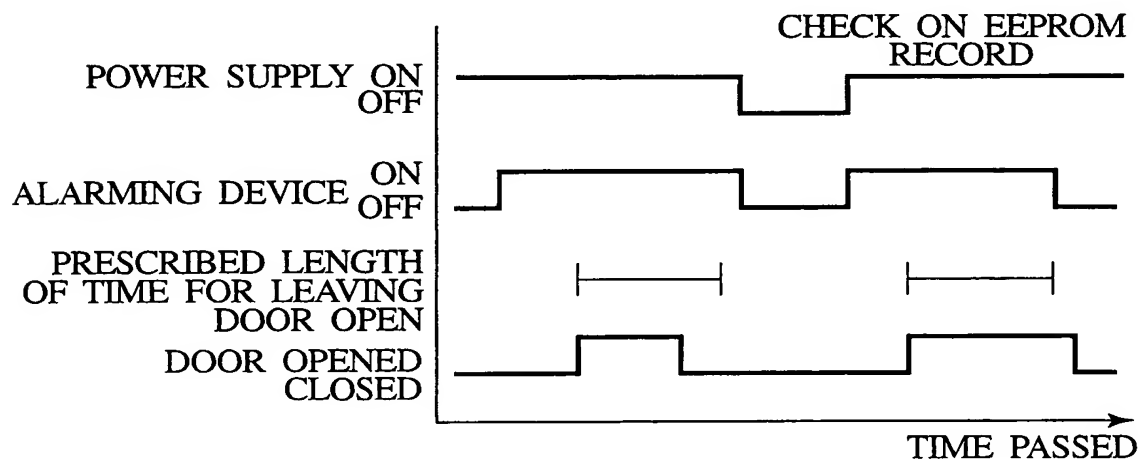 CHECK ON EEPROM
RECORD
POWER SUPPLY ON
OFF
ALARMING DEVICE ON
OFF
PRESCRIBED LENGTH
OF TIME FOR LEAVING
DOOR OPEN
DOOR OPENED
CLOSED
TIME PASSED